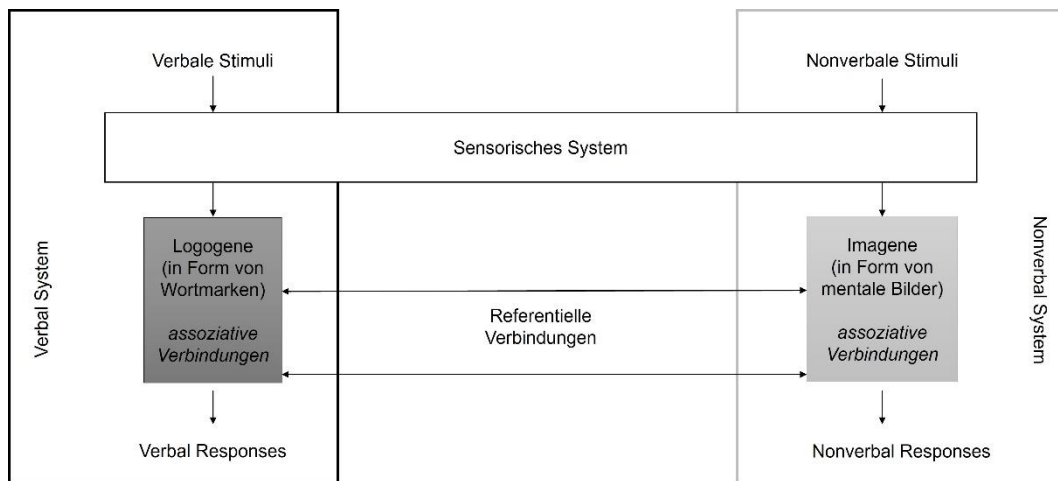 Verbale Stimuli
Nonverbale Stimuli
Sensorisches System
Verbal System
Logogene
(in Form von
Wortmarken)
assoziative
Verbindungen
Referentielle
Verbindungen
Imagene
(in Form von
mentale Bilder)
assoziative
Verbindungen
Nonverbal System
Verbal Responses
Nonverbal Responses